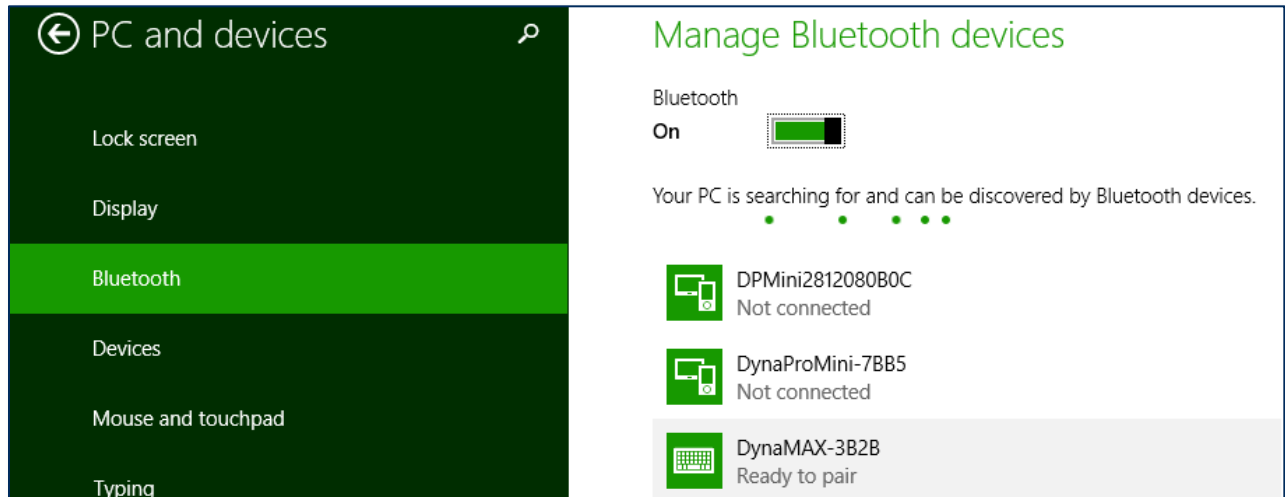 PC and devices
Lock screen
Display
Bluetooth
Devices
Mouse and touchpad
Typing
Manage Bluetooth devices
Bluetooth
On
Your PC is searching for and can be discovered by Bluetooth devices.
DPMini2812080B0C
Not connected
DynaProMini-7BB5
Not connected
DynaMAX-3B2B
Ready to pair